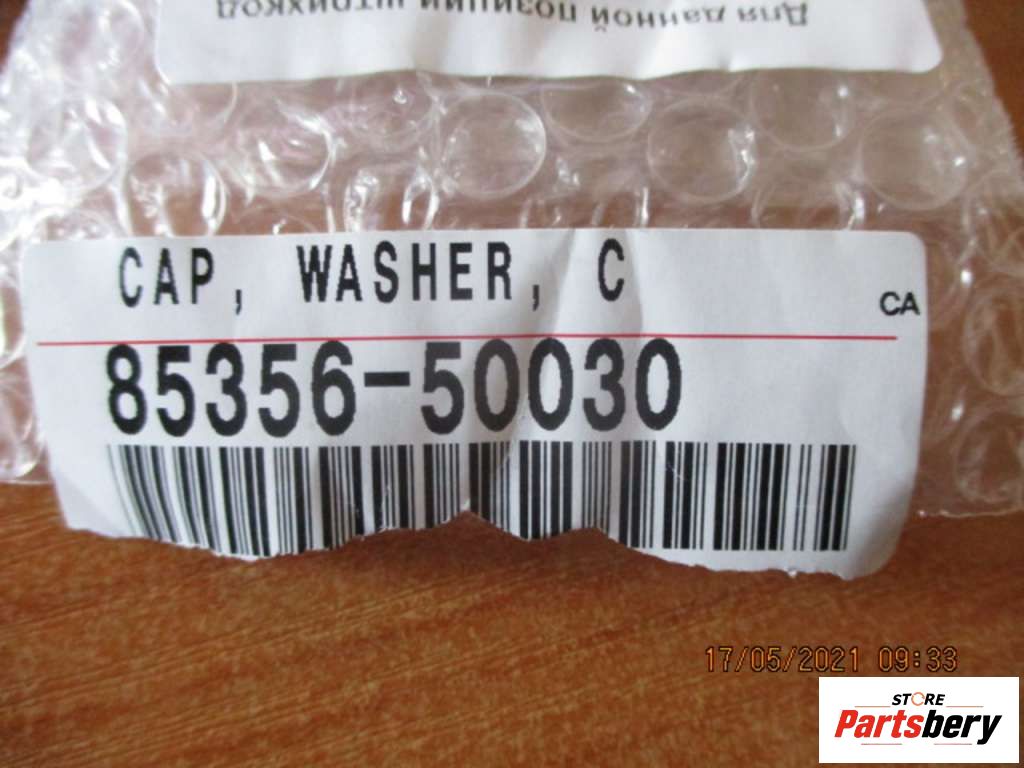 Для данной позиции штрихкод
CAP, WASHER, C
CA
85356-50030
17/05/2021 09:33
STORE
Partsbery